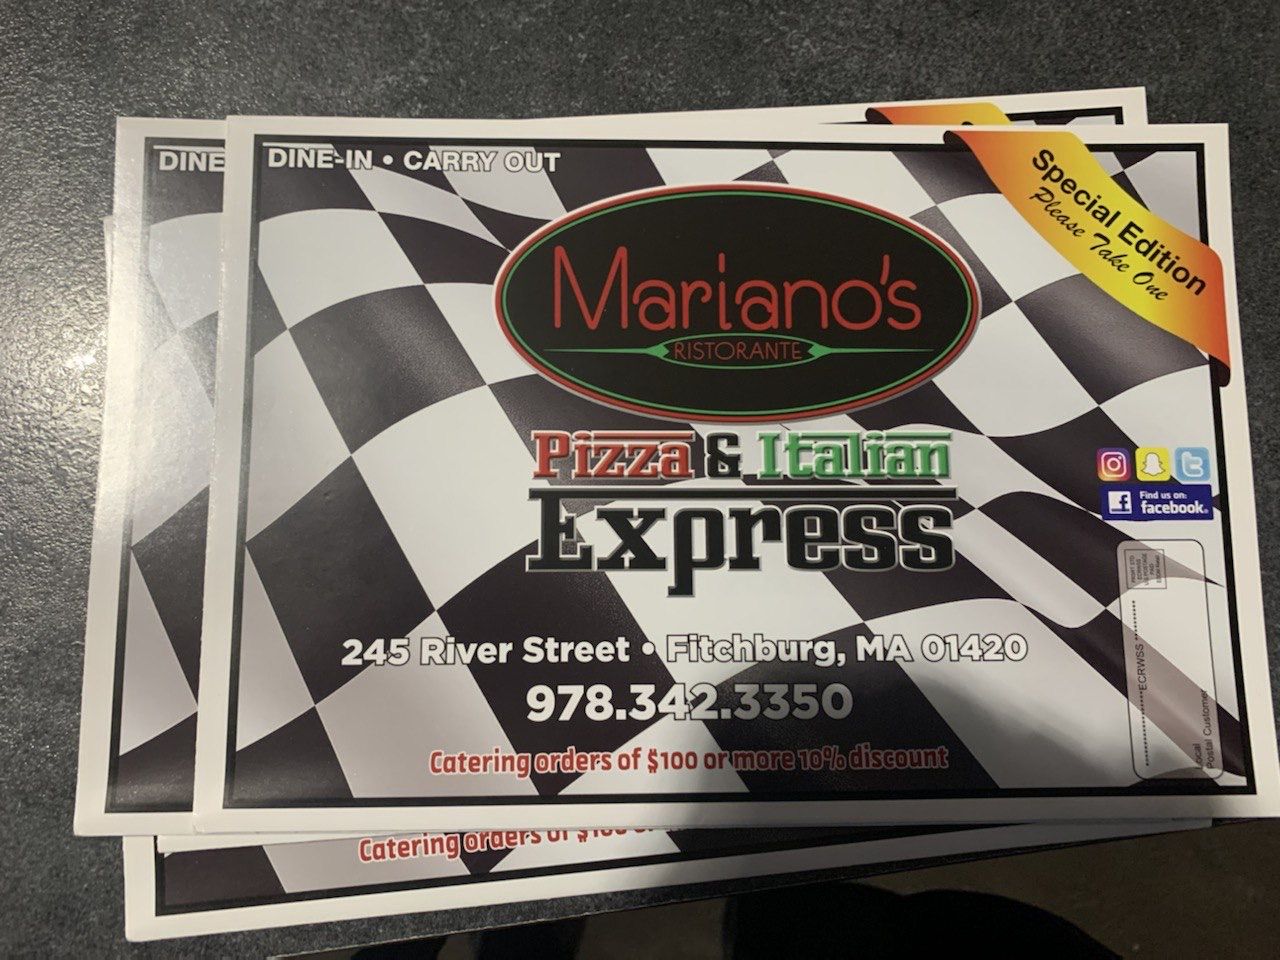 DINE
DINE-IN • CARRY OUT
Special Edition
Please Take One
Mariano's
RISTORANTE
Pizza & Italian
Express
Find us on:
facebook.
245 River Street • Fitchburg, MA 01420
978.342.3350
Catering orders of $100 or more 10% discount
ECRWSS
Local
Postal Customer
Catering orders of